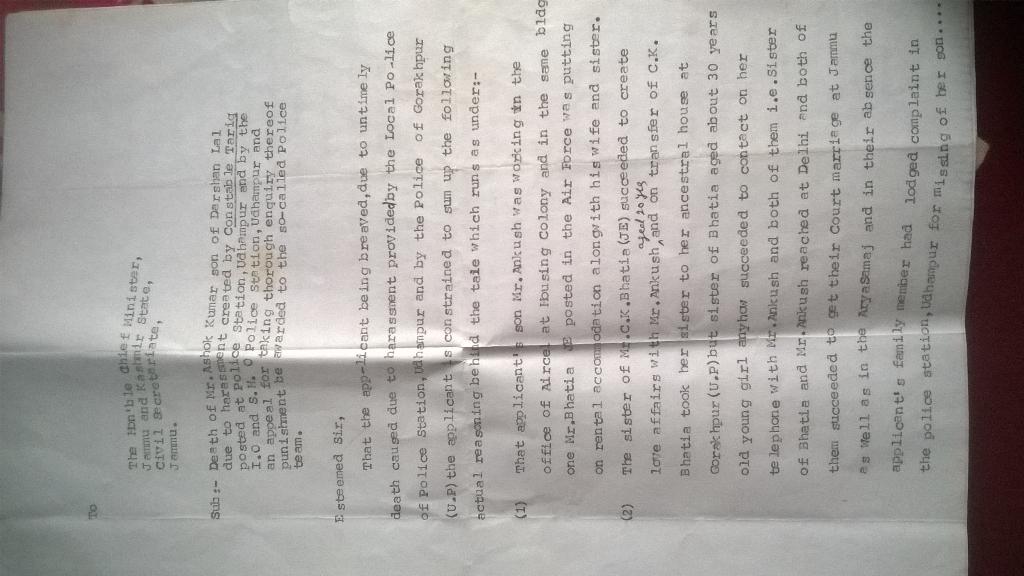 To
The Hon'ble Chief Minister,
Jammu and Kashmir State,
Civil Secretariate,
Jammu.
Sub:- Death of Mr.Ashok Kumar son of Darshan Lal
due to harassment created by Constable Tariq
posted at Police Station,Udhampur and by the
I.O and S.H. O Police Station,Udhampur and
an appeal for taking thorough enquiry thereof
punishment be awarded to the so-called Police
team.
Esteemed Sir,
That the app-licant being breaved,due to untimely
death caused due to harassment provided by the Local Po-lice
of Police Station,Udhampur and by the Police of Gorakhpur
(U.P) the applicant is constrained to sum up the following
actual reasoning behind the tale which runs as under:-
(1) That applicant's son Mr.Ankush was working in the
office of Aircel at Housing colony and in the same bldg
one Mr.Bhatia JE posted in the Air Force was putting
on rental accommodation alongwith his wife and sister.
(2) The sister of Mr.C.K.Bhatia(JE) succeeded to create
love affairs with Mr.Ankush aged 20 yrs ,and on transfer of C.K.
Bhatia took her sister to her ancestral house at
Gorakhpur(U.P)but sister of Bhatia aged about 30 years
old young girl anyhow succeeded to contact on her
telephone with Mr.Ankush and both of them i.e.Sister
of Bhatia and Mr.Ankush reached at Delhi and both of
them succeeded to get their Court marriage at Jammu
as Well as in the AryaSamaj and in their absence the
applicant's family member had lodged complaint in
the police station,Udhampur for missing of her son....